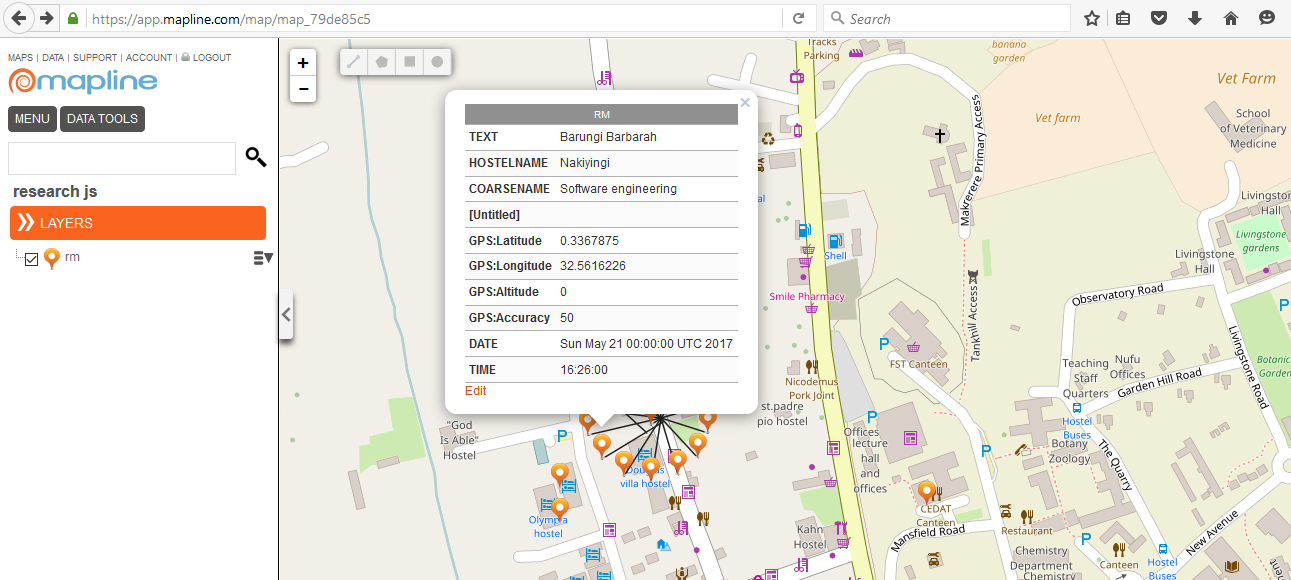 https://app.mapline.com/map/map_79de85c5
Search
MAPS | DATA | SUPPORT | ACCOUNT | LOGOUT
mapline
MENU
DATA TOOLS
research js
LAYERS
rm
+
−
RM
TEXT Barungi Barbarah
HOSTELNAME Nakiyingi
COARSENAME Software engineering
[Untitled]
GPS:Latitude 0.3367875
GPS:Longitude 32.5616226
GPS:Altitude 0
GPS:Accuracy 50
DATE Sun May 21 00:00:00 UTC 2017
TIME 16:26:00
Edit
Tracks
Parking
banana
garden
Vet Farm
Vet farm
School
of Veterinary
Medicine
Makrerere Primary Access
al
Shell
Smile Pharmacy
Livingston
Hall
Livingstone
gardens
Livingstone
Hall
Observatory Road
Tankhill Access
P
P
FST Canteen
Livingstone Road
Teaching
Staff
Quarters
Nufu
Offices
Garden Hill Road
Botanic
Garden
Nicodemus
Pork Joint
st.padre
pio hostel
P
Hostel
Buses
"God
Is Able"
Hostel
P
Offices
lecture
hall
and
offices
P
Botany
Zoology
The Quarry
villa hostel
Olympia
hostel
CEDAT
Canteen
Restaurant
Kahn
Hostel
Mansfield Road
New Avenue
P
Chemistry
Department
Chemistry
Canteen
Hostel
Buses